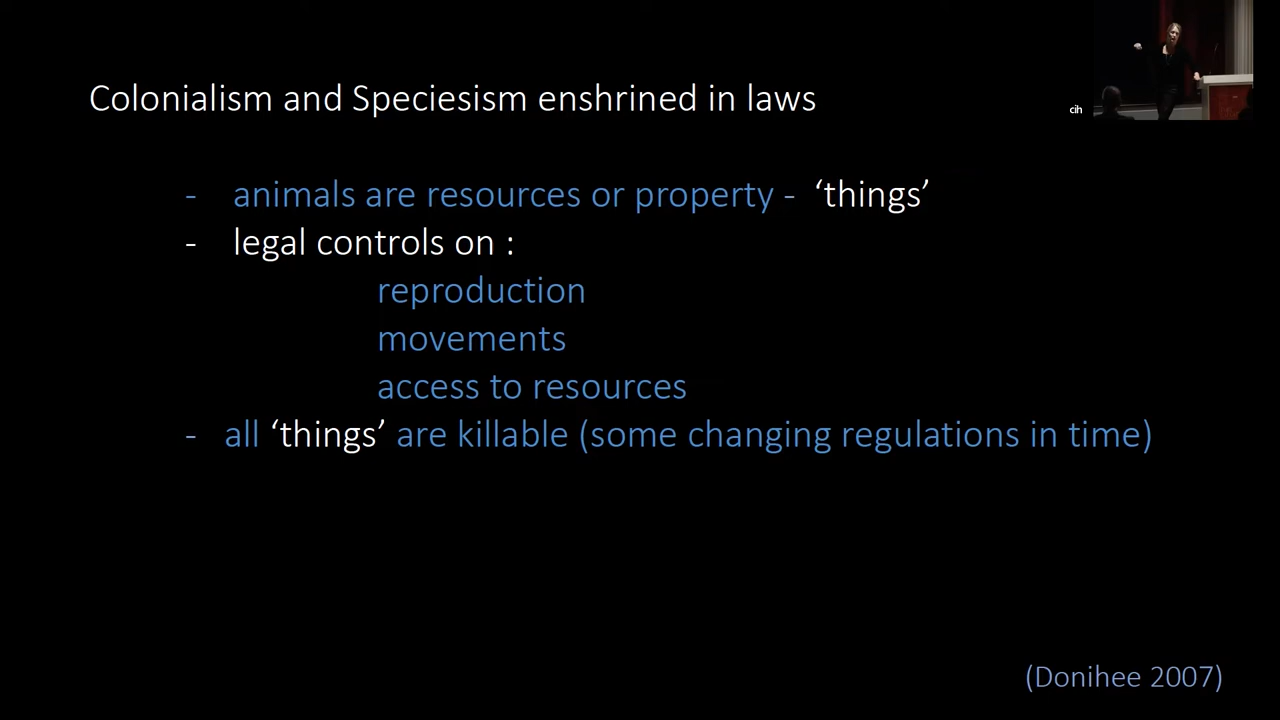 Colonialism and Speciesism enshrined in laws
cih
- animals are resources or property - ‘things’
- legal controls on :
reproduction
movements
access to resources
- all ‘things’ are killable (some changing regulations in time)
(Donihee 2007)